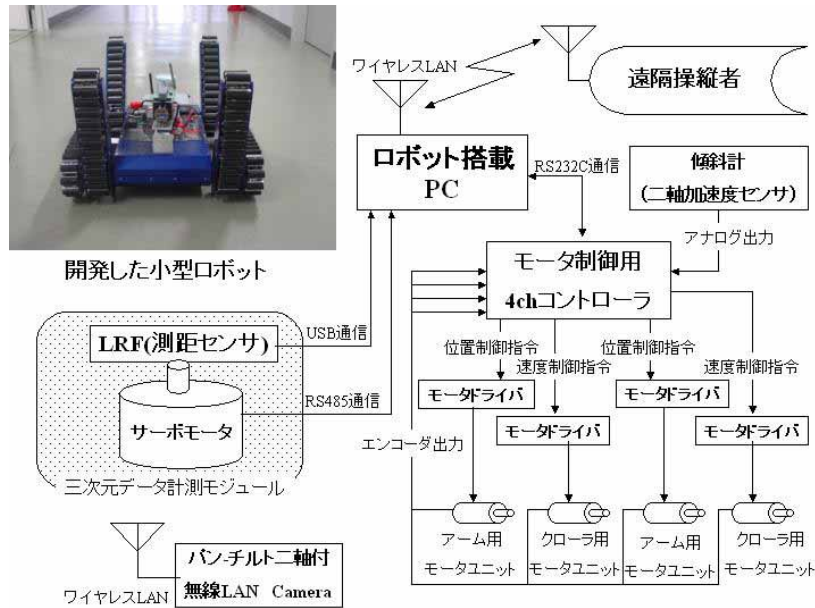 ワイヤレスLAN
遠隔操縦者
ロボット搭載
PC
RS232C通信
傾斜計
(二軸加速度センサ)
アナログ出力
開発した小型ロボット
モータ制御用
4chコントローラ
LRF(測距センサ)
USB通信
サーボモータ
RS485通信
三次元データ計測モジュール
位置制御指令
速度制御指令
位置制御指令
速度制御指令
モータドライバ
モータドライバ
モータドライバ
モータドライバ
エンコーダ出力
アーム用
モータユニット
クローラ用
モータユニット
アーム用
モータユニット
クローラ用
モータユニット
ワイヤレスLAN
パン-チルト二軸付
無線LAN Camera